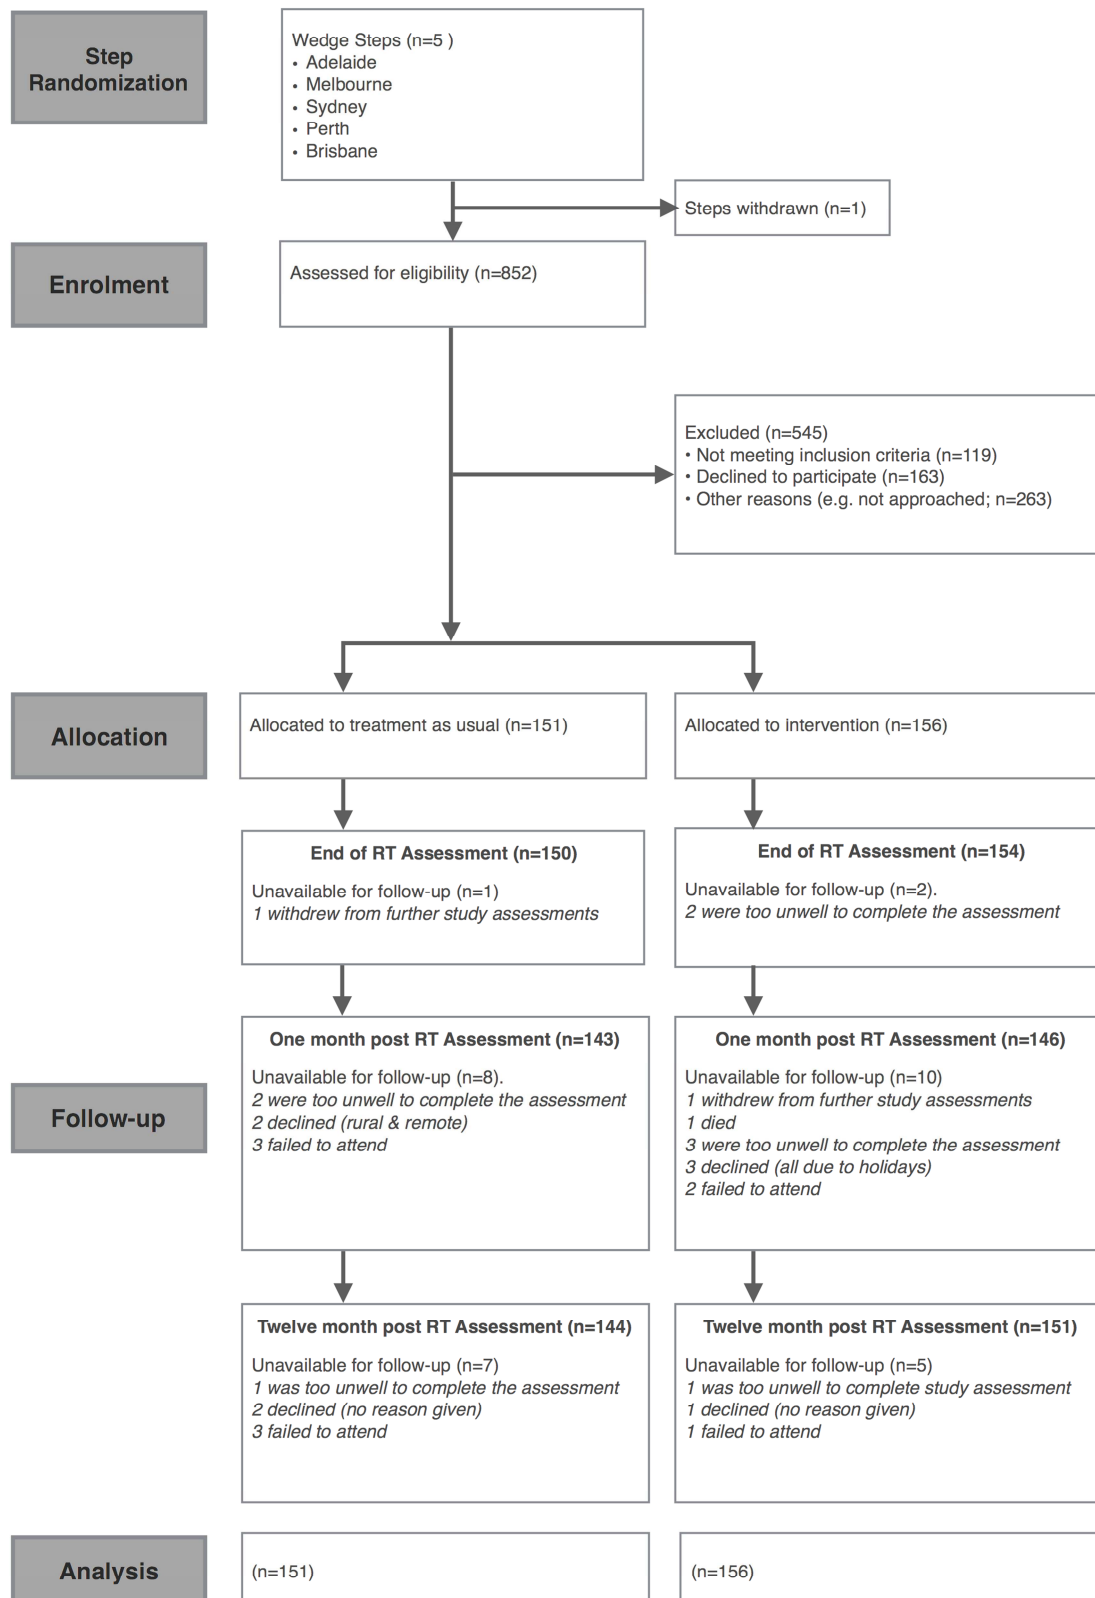 Step
Randomization
Wedge Steps (n=5 )
• Adelaide
• Melbourne
• Sydney
• Perth
• Brisbane
Steps withdrawn (n=1)
Enrolment
Assessed for eligibility (n=852)
Excluded (n=545)
• Not meeting inclusion criteria (n=119)
• Declined to participate (n=163)
• Other reasons (e.g. not approached; n=263)
Allocation
Allocated to treatment as usual (n=151)
Allocated to intervention (n=156)
End of RT Assessment (n=150)
Unavailable for follow-up (n=1)
1 withdrew from further study assessments
End of RT Assessment (n=154)
Unavailable for follow-up (n=2).
2 were too unwell to complete the assessment
Follow-up
One month post RT Assessment (n=143)
Unavailable for follow-up (n=8).
2 were too unwell to complete the assessment
2 declined (rural & remote)
3 failed to attend
One month post RT Assessment (n=146)
Unavailable for follow-up (n=10)
1 withdrew from further study assessments
1 died
3 were too unwell to complete the assessment
3 declined (all due to holidays)
2 failed to attend
Twelve month post RT Assessment (n=144)
Unavailable for follow-up (n=7)
1 was too unwell to complete the assessment
2 declined (no reason given)
3 failed to attend
Twelve month post RT Assessment (n=151)
Unavailable for follow-up (n=5)
1 was too unwell to complete study assessment
1 declined (no reason given)
1 failed to attend
Analysis
(n=151)
(n=156)